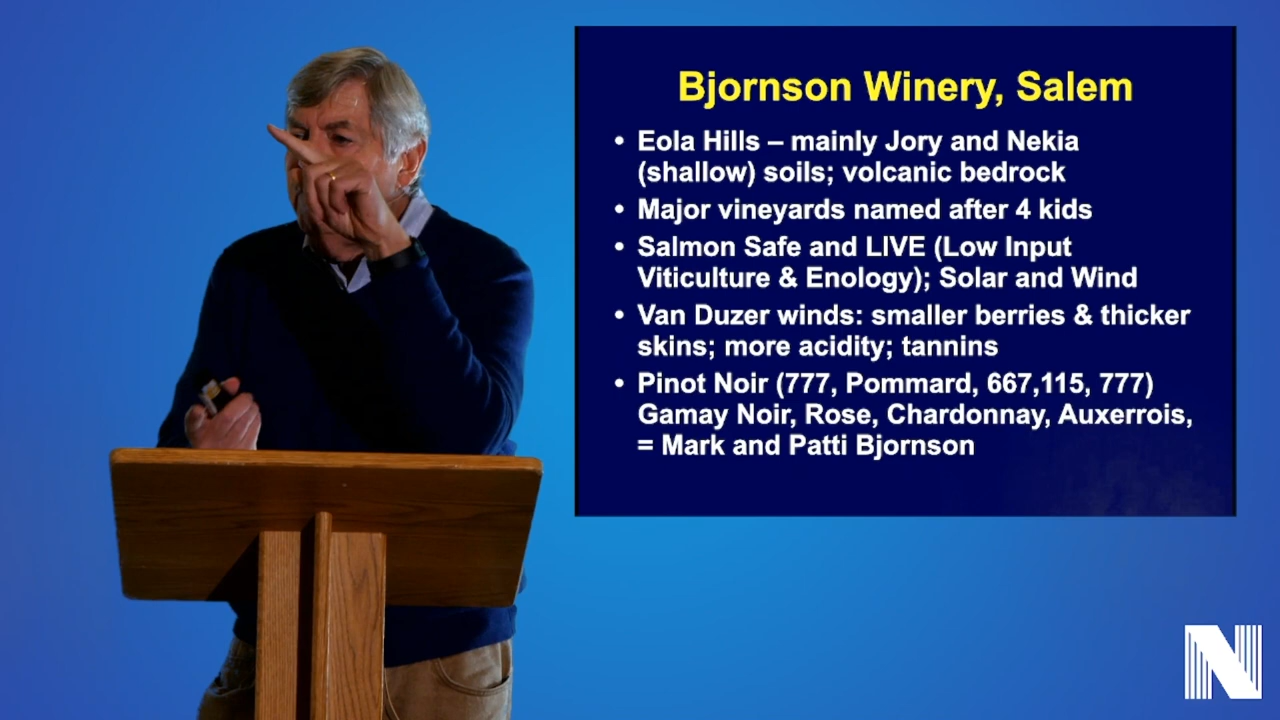 Bjornson Winery, Salem
• Eola Hills – mainly Jory and Nekia
(shallow) soils; volcanic bedrock
• Major vineyards named after 4 kids
• Salmon Safe and LIVE (Low Input
Viticulture & Enology); Solar and Wind
• Van Duzer winds: smaller berries & thicker
skins; more acidity; tannins
• Pinot Noir (777, Pommard, 667,115, 777)
Gamay Noir, Rose, Chardonnay, Auxerrois,
= Mark and Patti Bjornson
N